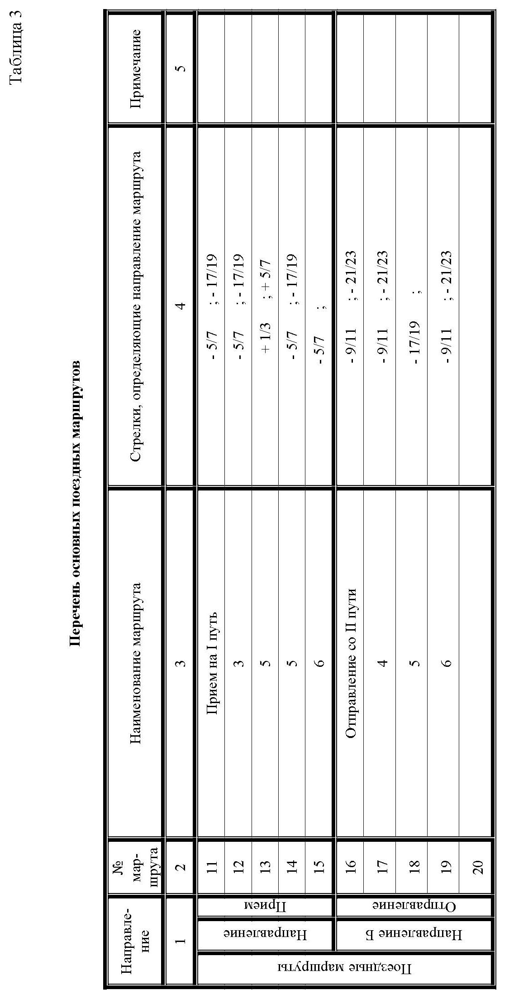 Таблица 3
Перечень основных поездных маршрутов
Направле-
ние
№
мар-
шрута
Наименование маршрута
Стрелки, определяющие направление маршрута
Примечание
1
2
3
4
5
Поездные маршруты
Направление
Прием
11
Прием на I путь
- 5/7 ; - 17/19
12
3
- 5/7 ; - 17/19
13
5
+ 1/3 ; + 5/7
14
5
- 5/7 ; - 17/19
15
6
- 5/7 ;
Направление Б
Отправление
16
Отправление со II пути
- 9/11 ; - 21/23
17
4
- 9/11 ; - 21/23
18
5
- 17/19 ;
19
6
- 9/11 ; - 21/23
20